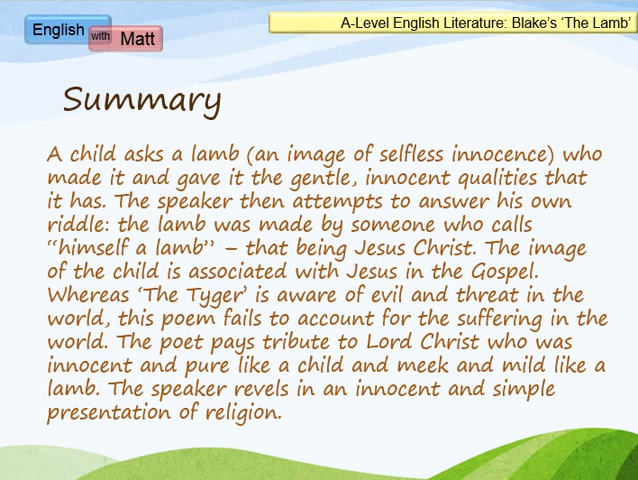 English with Matt
A-Level English Literature: Blake's 'The Lamb'
Summary
A child asks a lamb (an image of selfless innocence) who
made it and gave it the gentle, innocent qualities that
it has. The speaker then attempts to answer his own
riddle: the lamb was made by someone who calls
“himself a lamb” – that being Jesus Christ. The image
of the child is associated with Jesus in the Gospel.
Whereas ‘The Tyger’ is aware of evil and threat in the
world, this poem fails to account for the suffering in the
world. The poet pays tribute to Lord Christ who was
innocent and pure like a child and meek and mild like a
lamb. The speaker revels in an innocent and simple
presentation of religion.